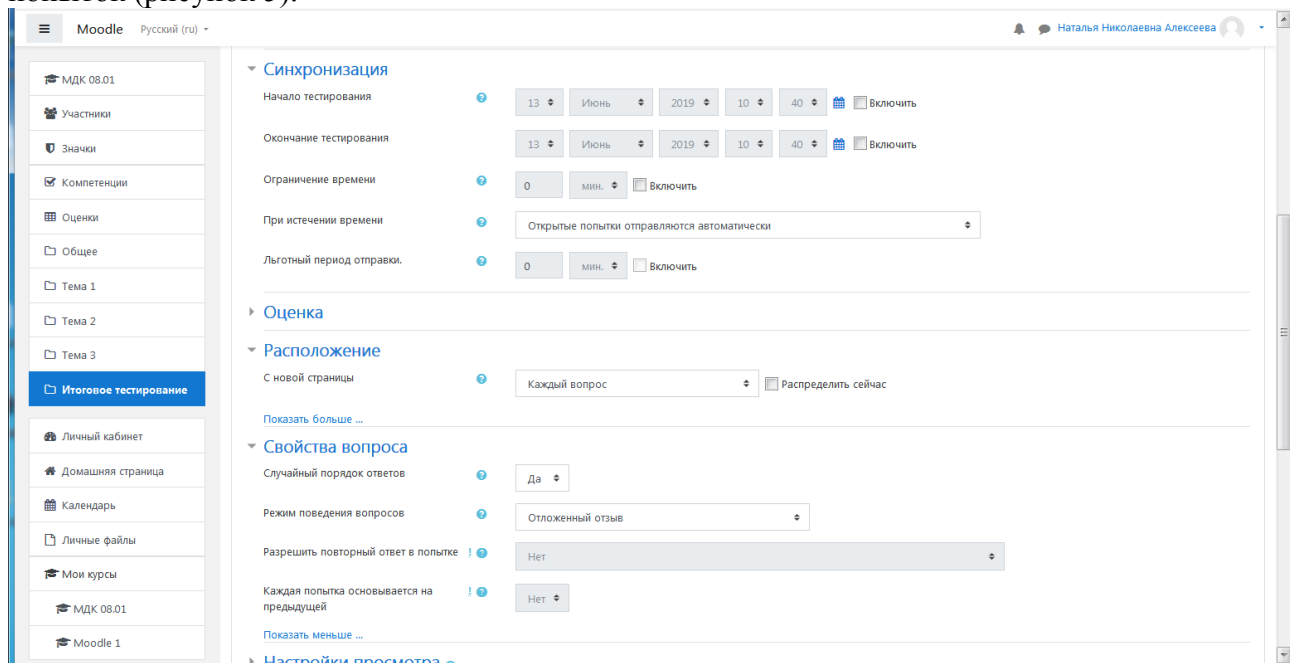 попыток (рисунок 3).
Moodle Русский (ru)
Наталья Николаевна Алексеева
МДК 08.01
Участники
Значки
Компетенции
Оценки
Общее
Тема 1
Тема 2
Тема 3
Итоговое тестирование
Личный кабинет
Домашняя страница
Календарь
Личные файлы
Мои курсы
МДК 08.01
Moodle 1
Синхронизация
Начало тестирования ? 13 Июнь 2019 10 40 Включить
Окончание тестирования 13 Июнь 2019 10 40 Включить
Ограничение времени ? 0 мин. Включить
При истечении времени ? Открытые попытки отправляются автоматически
Льготный период отправки. ? 0 мин. Включить
Оценка
Расположение
С новой страницы ? Каждый вопрос Распределить сейчас
Показать больше ...
Свойства вопроса
Случайный порядок ответов ? Да
Режим поведения вопросов ? Отложенный отзыв
Разрешить повторный ответ в попытке ! ? Нет
Каждая попытка основывается на ! ? Нет
предыдущей
Показать меньше ...
Настройки просмотра